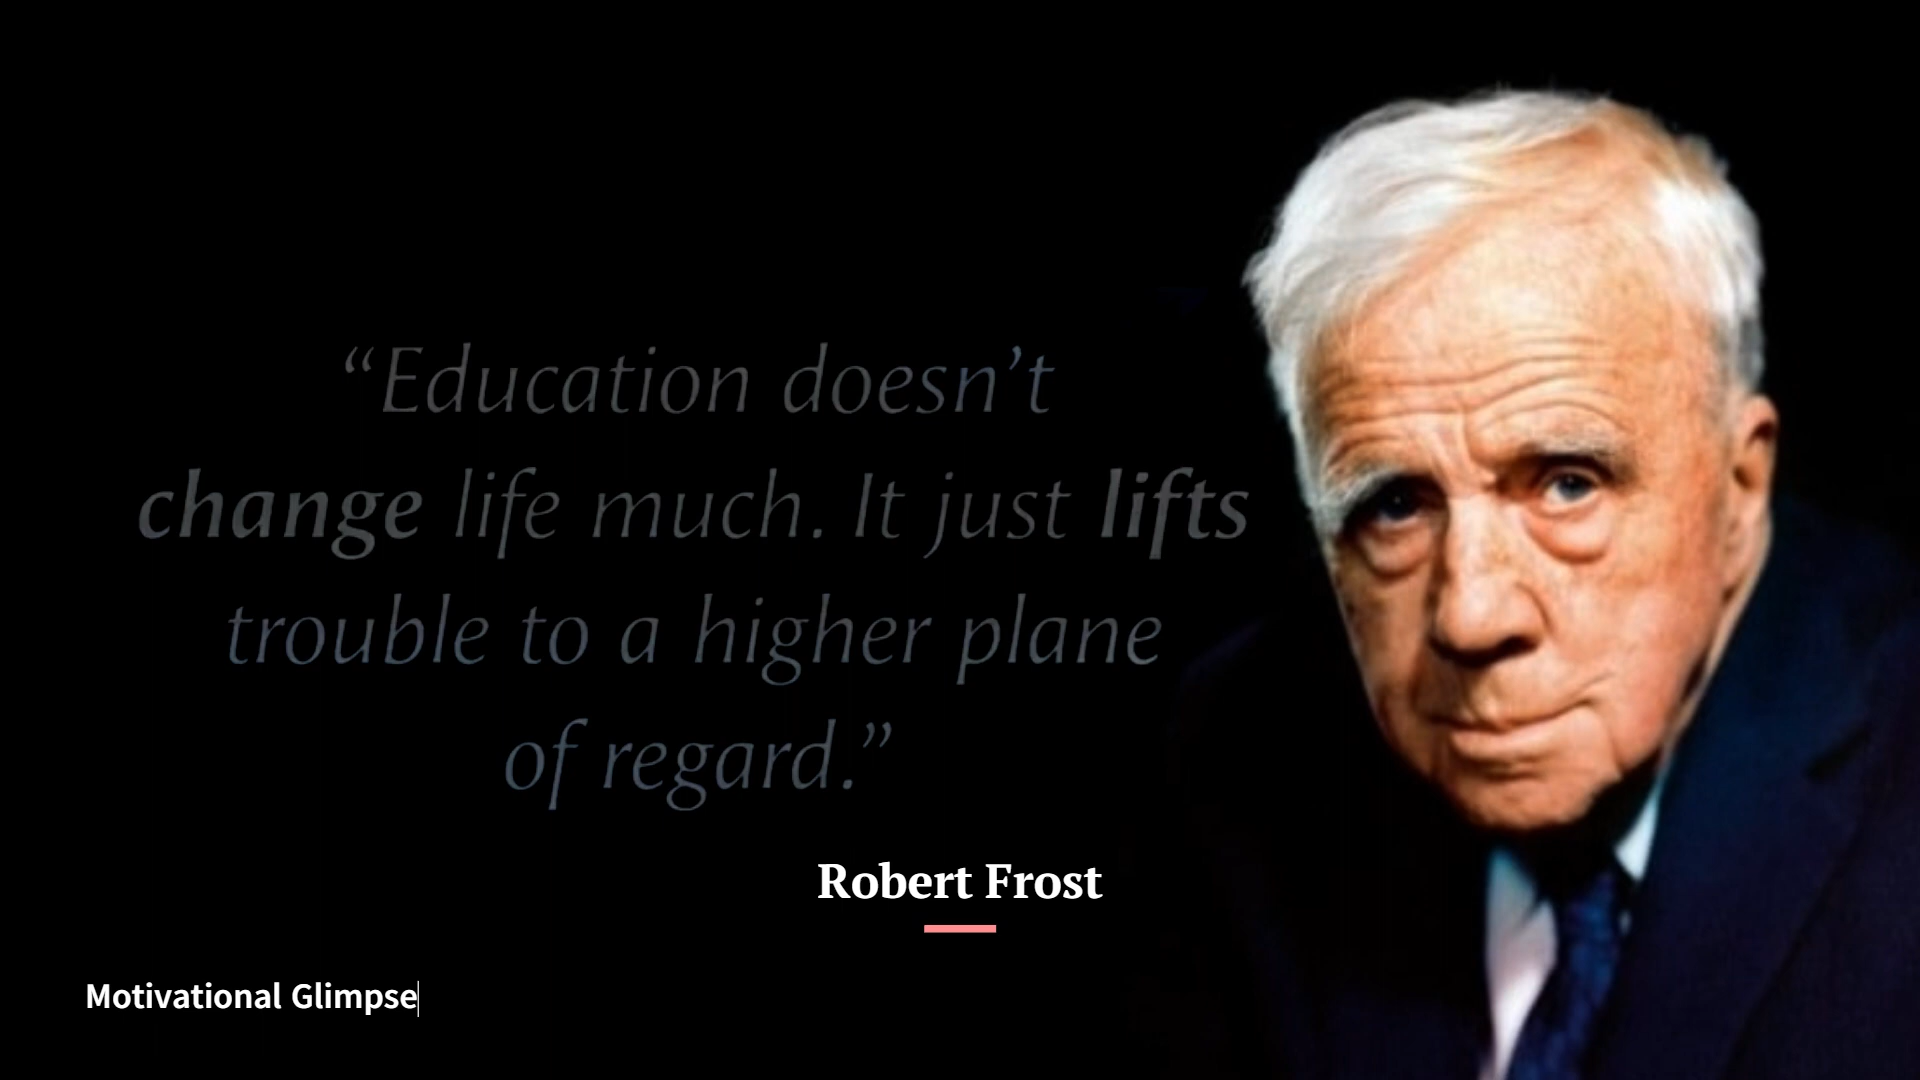 “Education doesn’t
change life much. It just lifts
trouble to a higher plane
of regard.”
Robert Frost
Motivational Glimpse